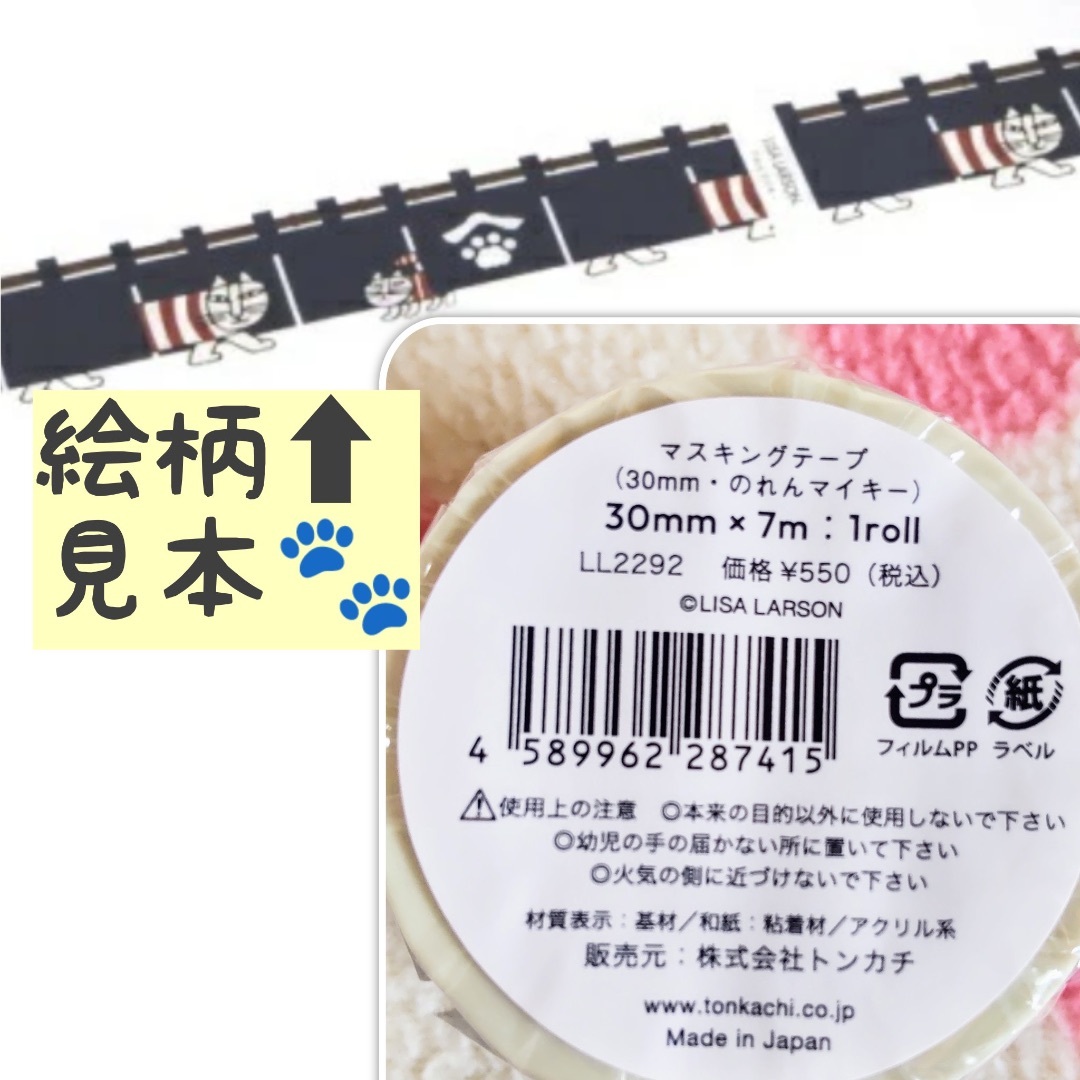 LISA LARSON
絵柄⬆
見本🐾
マスキングテープ
（30mm・のれんマイキー）
30mm × 7m：1roll
LL2292 価格 ¥550（税込）
©LISA LARSON
4 589962 287415
プラ
フィルムPP
紙
ラベル
⚠使用上の注意 ◎本来の目的以外に使用しないで下さい
◎幼児の手の届かない所に置いて下さい
◎火気の側に近づけないで下さい
材質表示：基材／和紙：粘着材／アクリル系
販売元：株式会社トンカチ
www.tonkachi.co.jp
Made in Japan